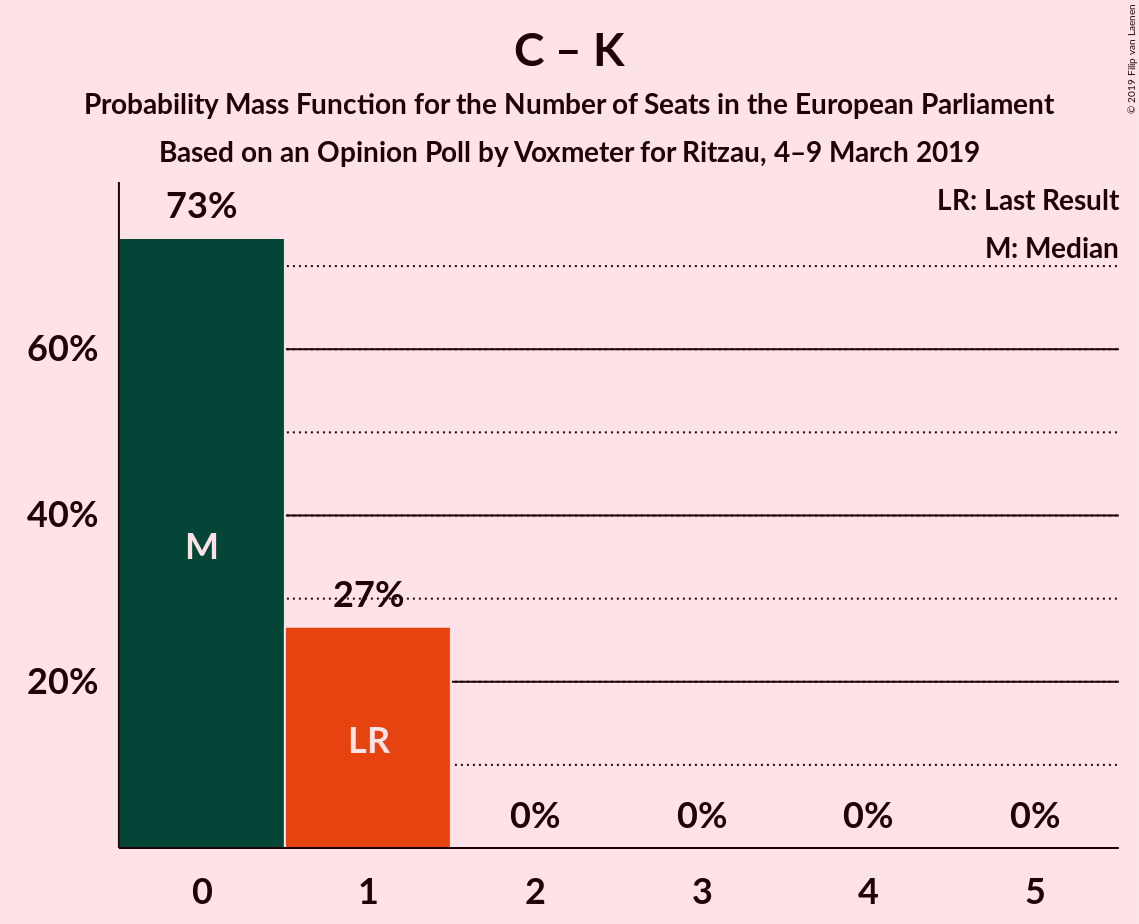 C – K
Probability Mass Function for the Number of Seats in the European Parliament
Based on an Opinion Poll by Voxmeter for Ritzau, 4–9 March 2019
© 2019 Filip van Laenen
LR: Last Result
M: Median
73%
60%
M
40%
27%
20%
LR
0% 0% 0% 0%
0 1 2 3 4 5